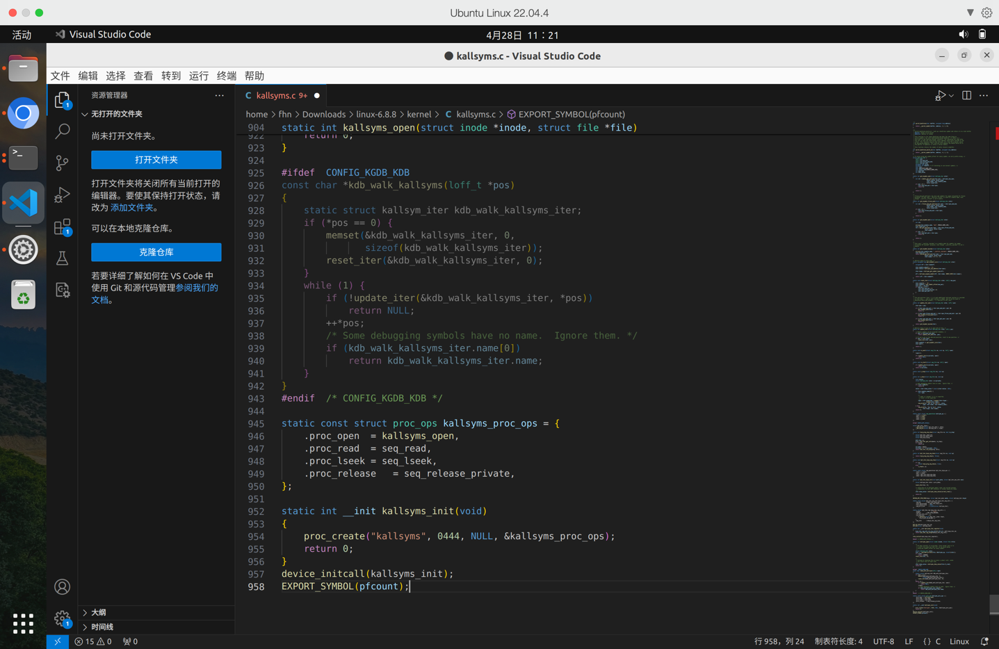 Ubuntu Linux 22.04.4
活动
Visual Studio Code
4月28日 11：21
kallsyms.c - Visual Studio Code
文件 编辑 选择 查看 转到 运行 终端 帮助
资源管理器
无打开的文件夹
尚未打开文件夹。
打开文件夹
打开文件夹将关闭所有当前打开的
编辑器。要使其保持打开状态，请
改为 添加文件夹。
可以在本地克隆仓库。
克隆仓库
若要详细了解如何在 VS Code 中
使用 Git 和源代码管理参阅我们的
文档。
大纲
时间线
C kallsyms.c 9+
home > fhn > Downloads > linux-6.8.8 > kernel > C kallsyms.c > EXPORT_SYMBOL(pfcount)
904 static int kallsyms_open(struct inode *inode, struct file *file)
922 return 0;
923 }
924
925 #ifdef  CONFIG_KGDB_KDB
926 const char *kdb_walk_kallsyms(loff_t *pos)
927 {
928     static struct kallsym_iter kdb_walk_kallsyms_iter;
929     if (*pos == 0) {
930         memset(&kdb_walk_kallsyms_iter, 0,
931                sizeof(kdb_walk_kallsyms_iter));
932         reset_iter(&kdb_walk_kallsyms_iter, 0);
933     }
934     while (1) {
935         if (!update_iter(&kdb_walk_kallsyms_iter, *pos))
936             return NULL;
937         ++*pos;
938         /* Some debugging symbols have no name.  Ignore them. */
939         if (kdb_walk_kallsyms_iter.name[0])
940             return kdb_walk_kallsyms_iter.name;
941     }
942 }
943 #endif  /* CONFIG_KGDB_KDB */
944
945 static const struct proc_ops kallsyms_proc_ops = {
946     .proc_open  = kallsyms_open,
947     .proc_read  = seq_read,
948     .proc_lseek = seq_lseek,
949     .proc_release   = seq_release_private,
950 };
951
952 static int __init kallsyms_init(void)
953 {
954     proc_create("kallsyms", 0444, NULL, &kallsyms_proc_ops);
955     return 0;
956 }
957 device_initcall(kallsyms_init);
958 EXPORT_SYMBOL(pfcount);
1
1
1
15 0 0
行 958，列 24 制表符长度: 4 UTF-8 LF {} C Linux